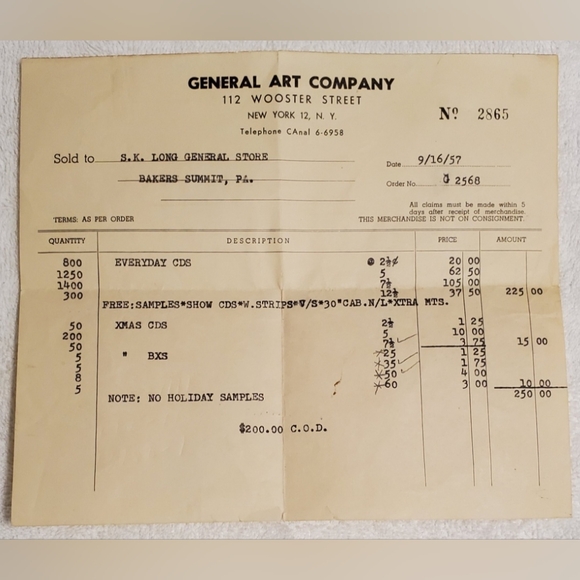 GENERAL ART COMPANY
112 WOOSTER STREET
NEW YORK 12, N. Y.
Telephone CAnal 6-6958
No 2865
Sold to S.K. LONG GENERAL STORE
BAKERS SUMMIT, PA.
Date 9/16/57
Order No. 2568
All claims must be made within 5
days after receipt of merchandise.
TERMS: AS PER ORDER THIS MERCHANDISE IS NOT ON CONSIGNMENT.
QUANTITY DESCRIPTION PRICE AMOUNT
800 EVERYDAY CDS @ 2½¢ 20 00
1250 5 62 50
1400 7½ 105 00
300 12½ 37 50 225 00
FREE:SAMPLES*SHOW CDS*W.STRIPS*V/S*30"CAB.N/L*XTRA MTS.
50 XMAS CDS 2½ 1 25
200 5 10 00
50 7½ 3 75 15 00
5 " BXS *25 1 25
5 *35 1 75
8 *50 4 00
5 *60 3 00 10 00
NOTE: NO HOLIDAY SAMPLES 250 00
$200.00 C.O.D.